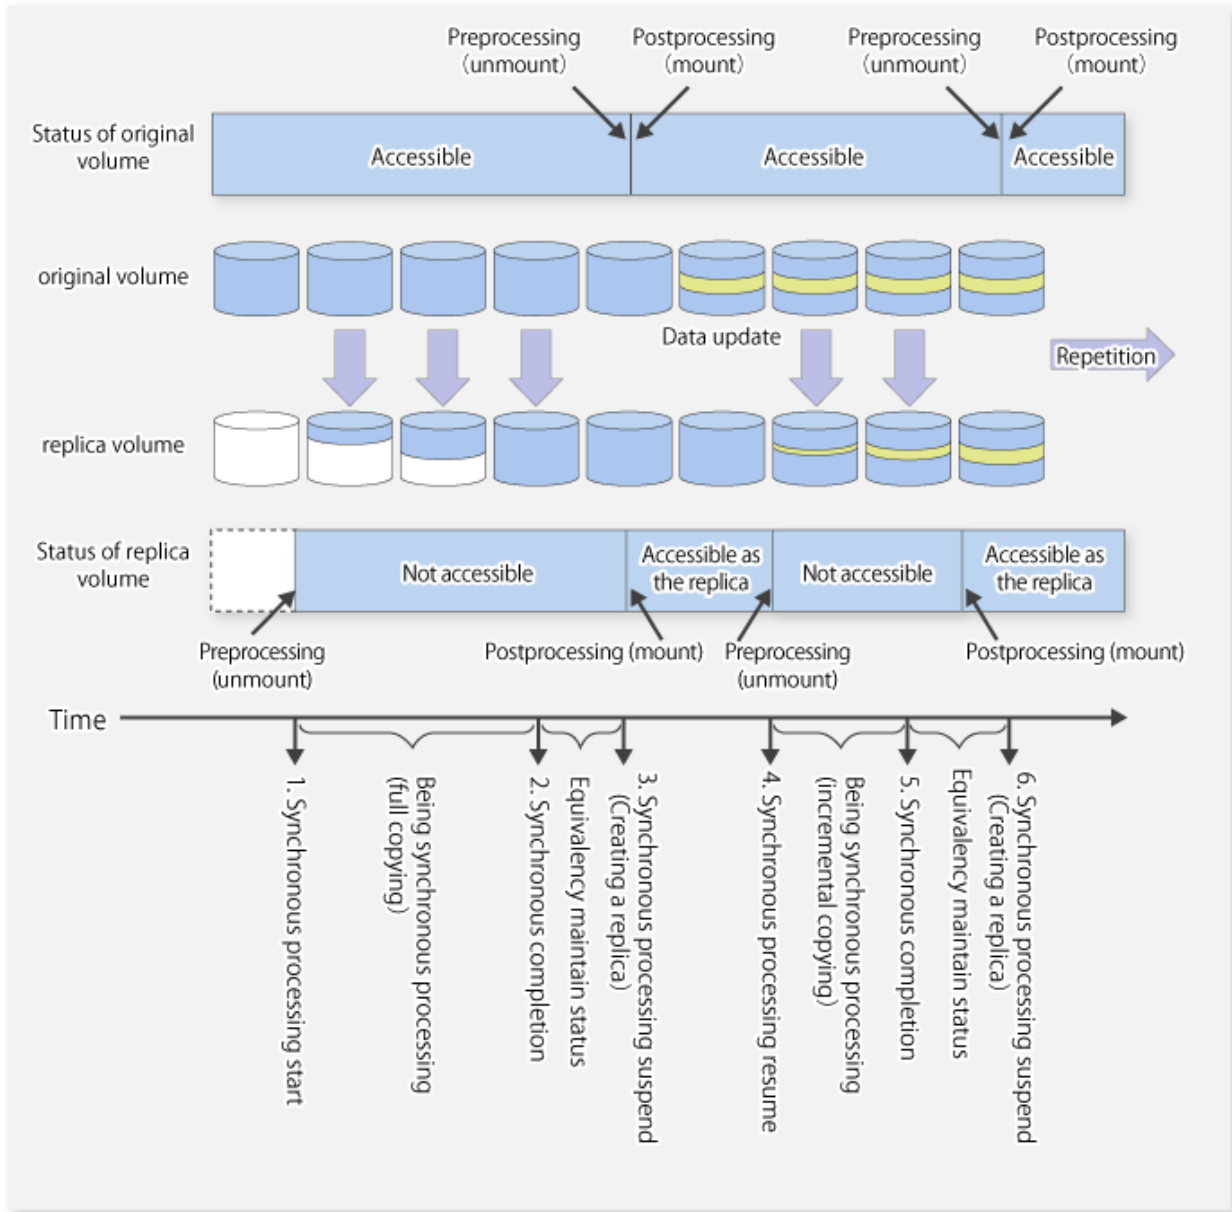 Preprocessing
(unmount)
Postprocessing
(mount)
Preprocessing
(unmount)
Postprocessing
(mount)
Status of original
volume
Accessible
Accessible
Accessible
original volume
Data update
Repetition
replica volume
Status of replica
volume
Not accessible
Accessible as
the replica
Not accessible
Accessible as
the replica
Preprocessing
(unmount)
Postprocessing (mount)
Preprocessing
(unmount)
Postprocessing (mount)
Time
1. Synchronous processing start
Being synchronous processing
(full copying)
2. Synchronous completion
Equivalency maintain status
3. Synchronous processing suspend
(Creating a replica)
4. Synchronous processing resume
Being synchronous processing
(incremental copying)
5. Synchronous completion
Equivalency maintain status
6. Synchronous processing suspend
(Creating a replica)